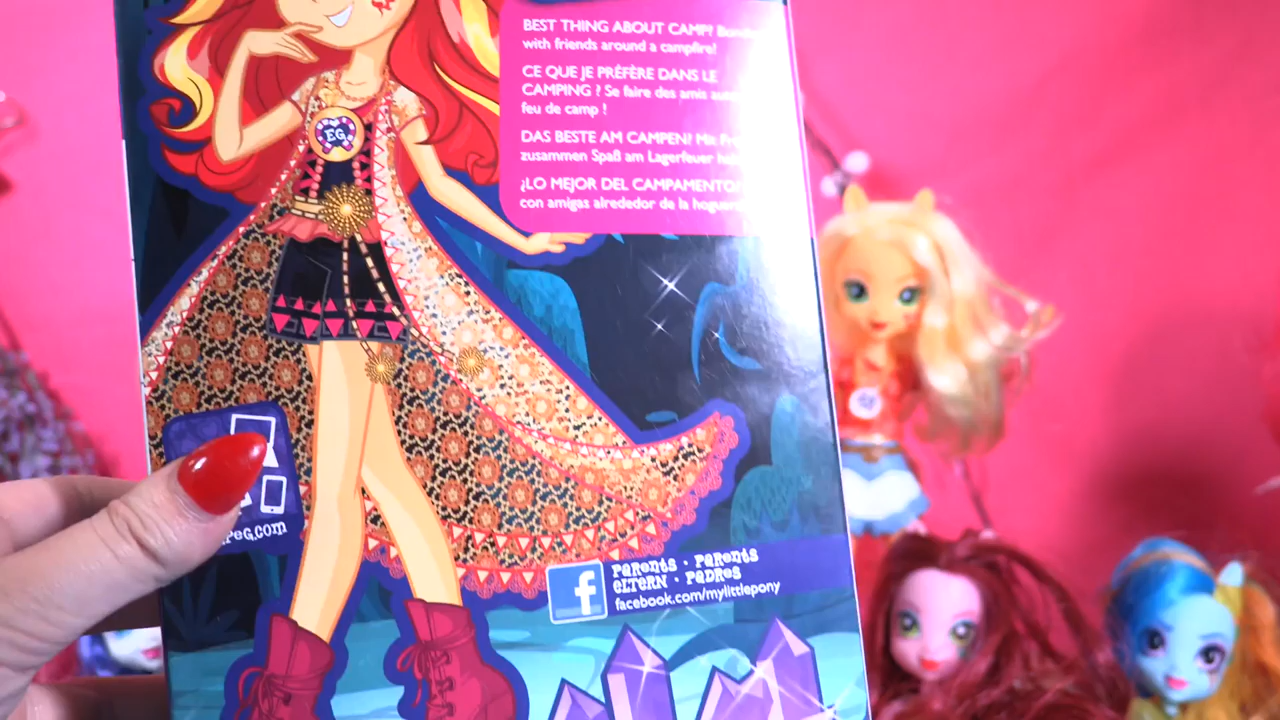 BEST THING ABOUT CAMP?
with friends around a campfire!
CE QUE JE PRÉFÈRE DANS LE
CAMPING ? Se faire des amis
feu de camp !
DAS BESTE AM CAMPEN? Mit
zusammen Spaß am Lagerfeuer
¿LO MEJOR DEL CAMPAMENTO?
con amigas alrededor de la
EG
PARENTS · PARENTS
ELTERN · PADRES
facebook.com/mylittlepony
f